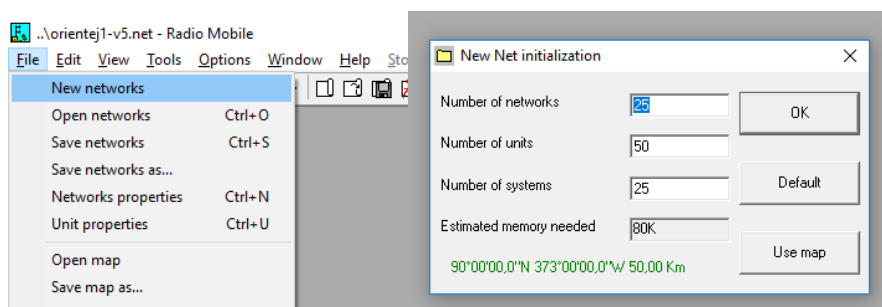 ..\orientej1-v5.net - Radio Mobile
File Edit View Tools Options Window Help Sto
New networks
Open networks Ctrl+O
Save networks Ctrl+S
Save networks as...
Networks properties Ctrl+N
Unit properties Ctrl+U
Open map
Save map as...
New Net initialization
Number of networks 25 OK
Number of units 50
Number of systems 25 Default
Estimated memory needed 80K
90°00'00,0"N 373°00'00,0"W 50,00 Km Use map